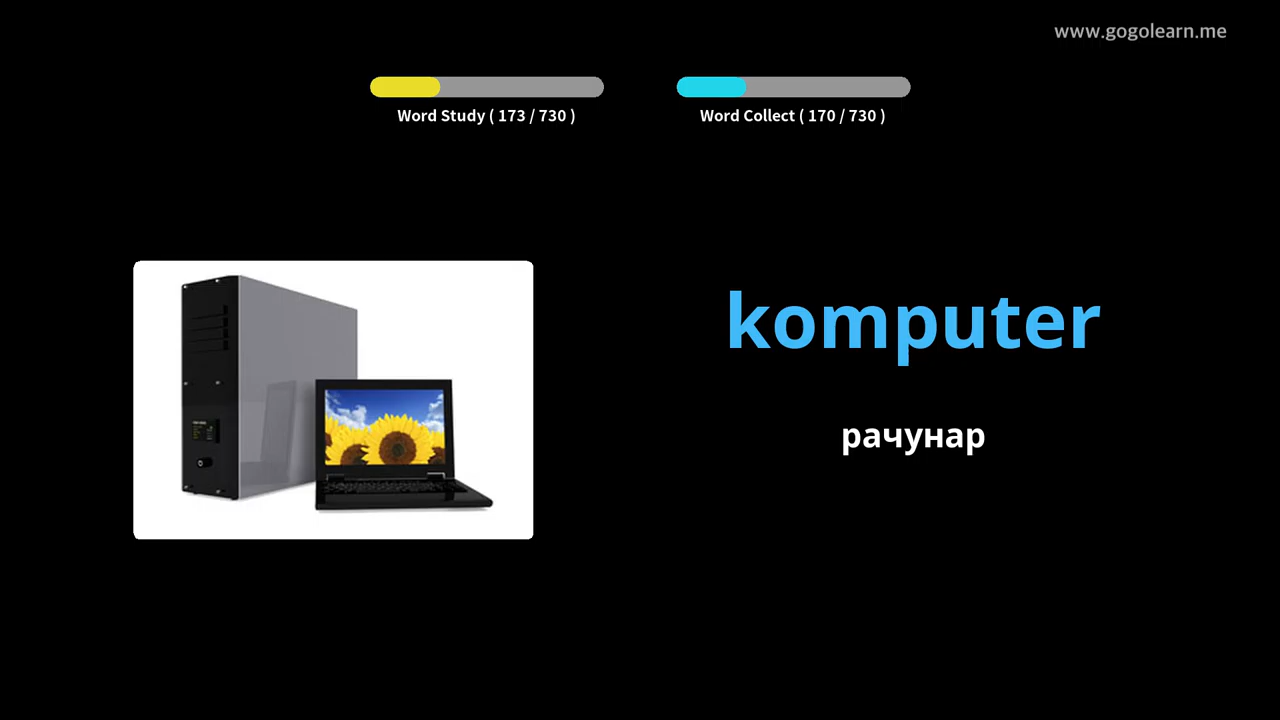 www.gogolearn.me
Word Study ( 173 / 730 )
Word Collect ( 170 / 730 )
komputer
рачунар